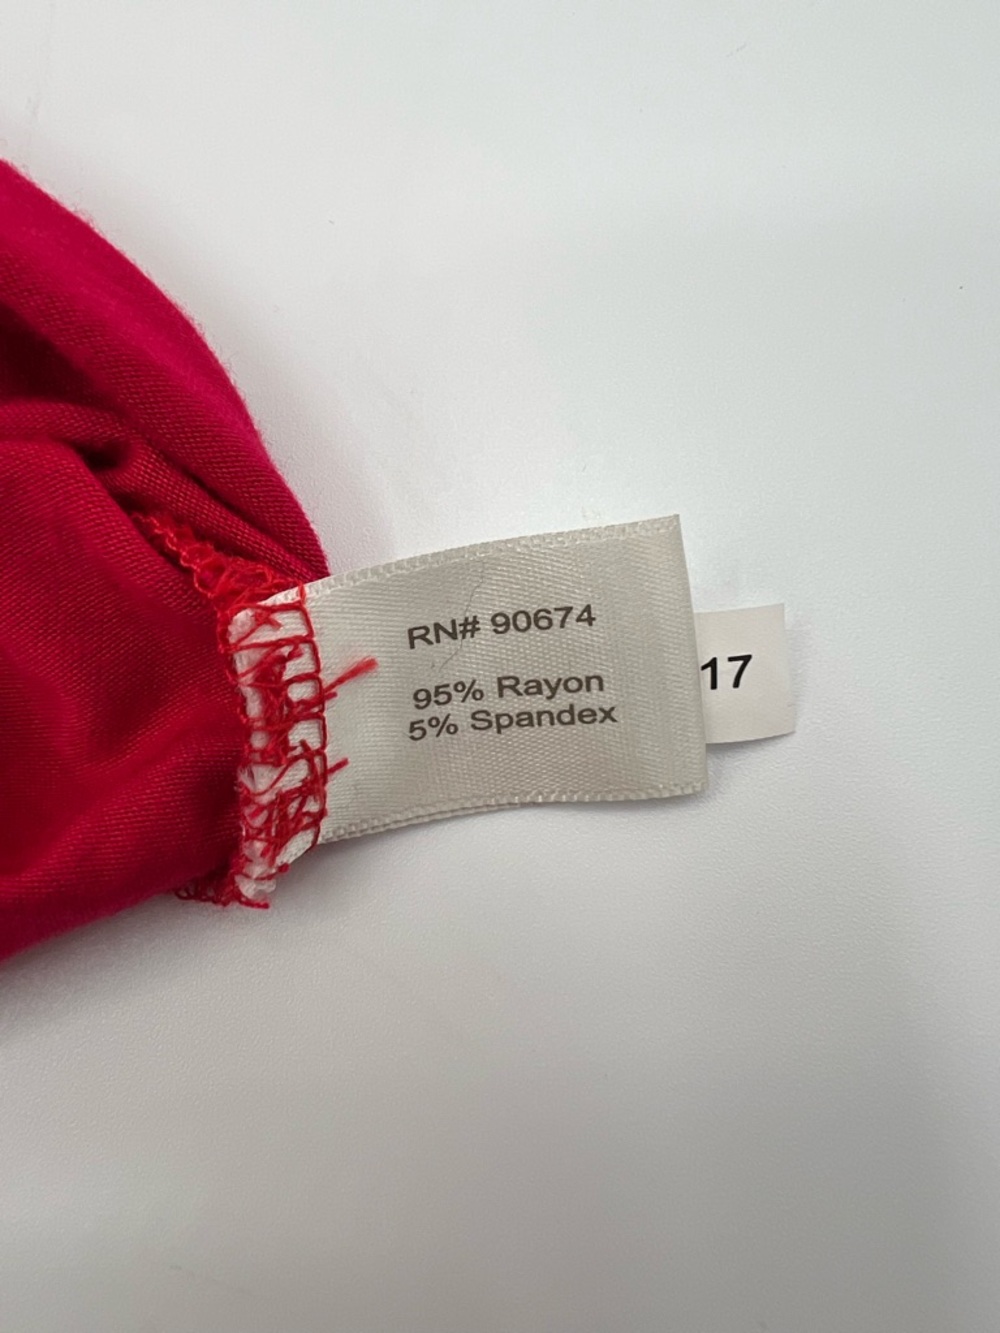 RN# 90674
95% Rayon
5% Spandex
17